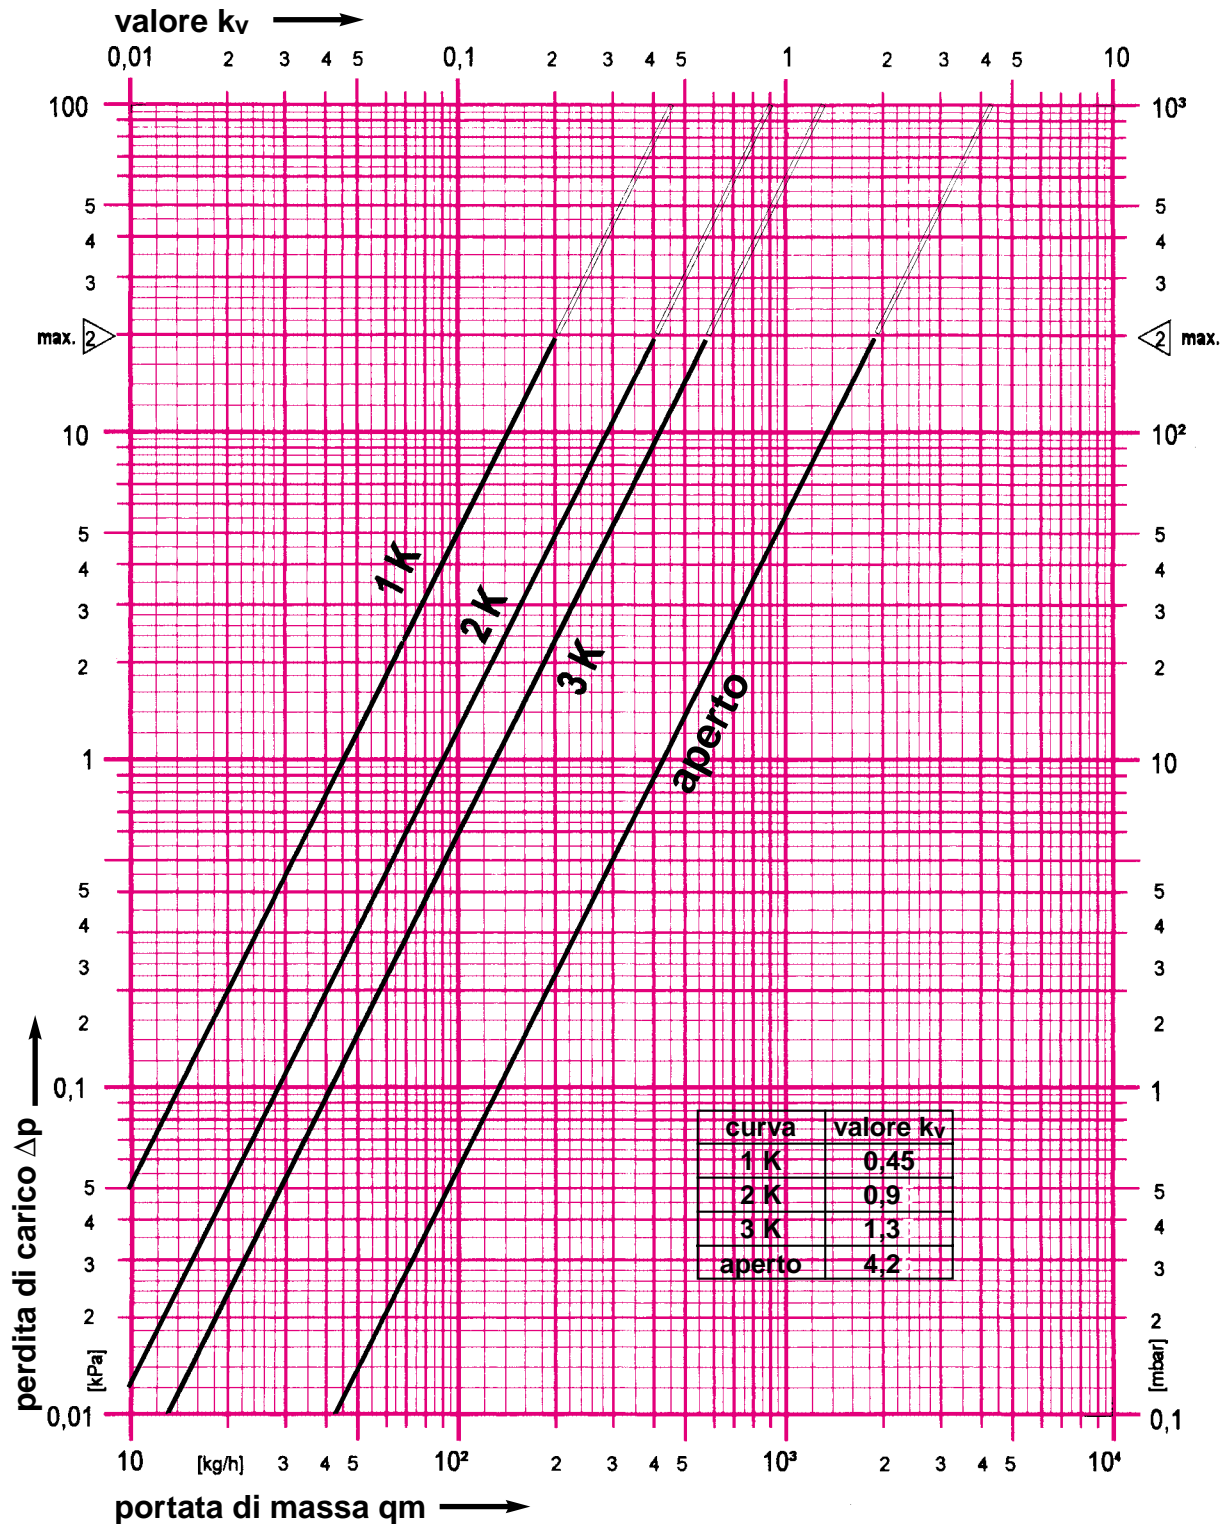 valore kv
0,01 2 3 4 5 0,1 2 3 4 5 1 2 3 4 5 10
100 10³
5 5
4 4
3 3
max. 2 2 max.
10 10²
5 5
4 4
3 3
2 2
1 10
5 5
4 4
3 3
2 2
0,1 1
5 5
4 4
3 3
2 2
0,01 0,1
1 K
2 K
3 K
aperto
perdita di carico Δp
[kPa]
[mbar]
curva valore kv
1 K 0,45
2 K 0,9
3 K 1,3
aperto 4,2
10 [kg/h] 3 4 5 10² 2 3 4 5 10³ 2 3 4 5 10⁴
portata di massa qm